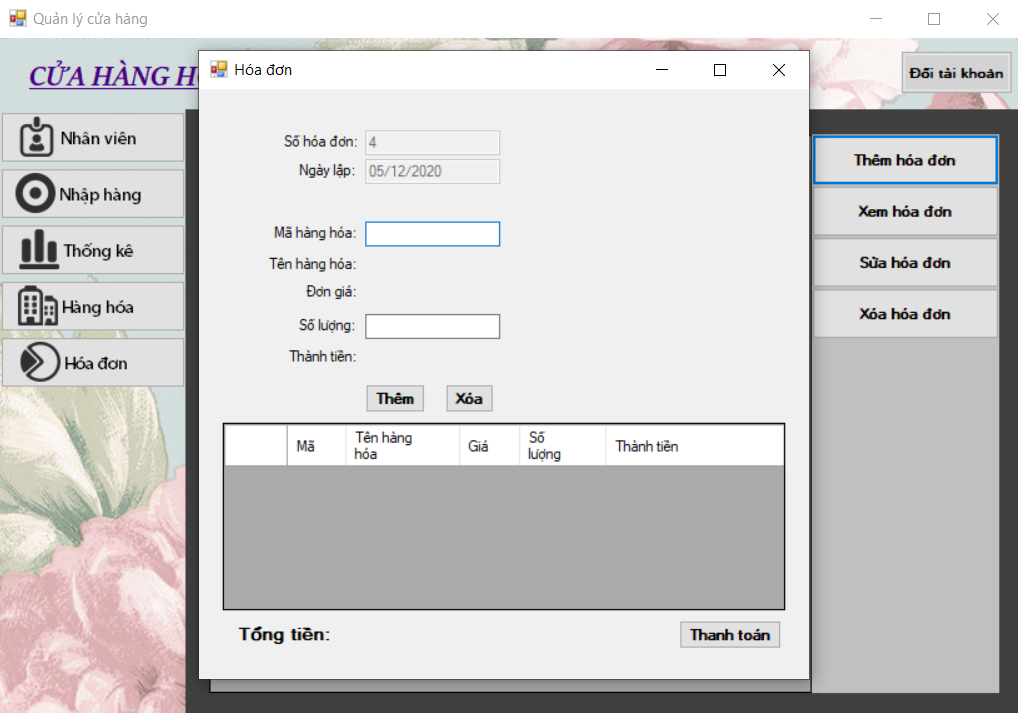 Quản lý cửa hàng
CỬA HÀNG
Đổi tài khoản
Nhân viên
Nhập hàng
Thống kê
Hàng hóa
Hóa đơn
Hóa đơn
Số hóa đơn: 4
Ngày lập: 05/12/2020
Mã hàng hóa:
Tên hàng hóa:
Đơn giá:
Số lượng:
Thành tiền:
Thêm Xóa
Mã Tên hàng hóa Giá Số lượng Thành tiền
Tổng tiền: Thanh toán
Thêm hóa đơn
Xem hóa đơn
Sửa hóa đơn
Xóa hóa đơn